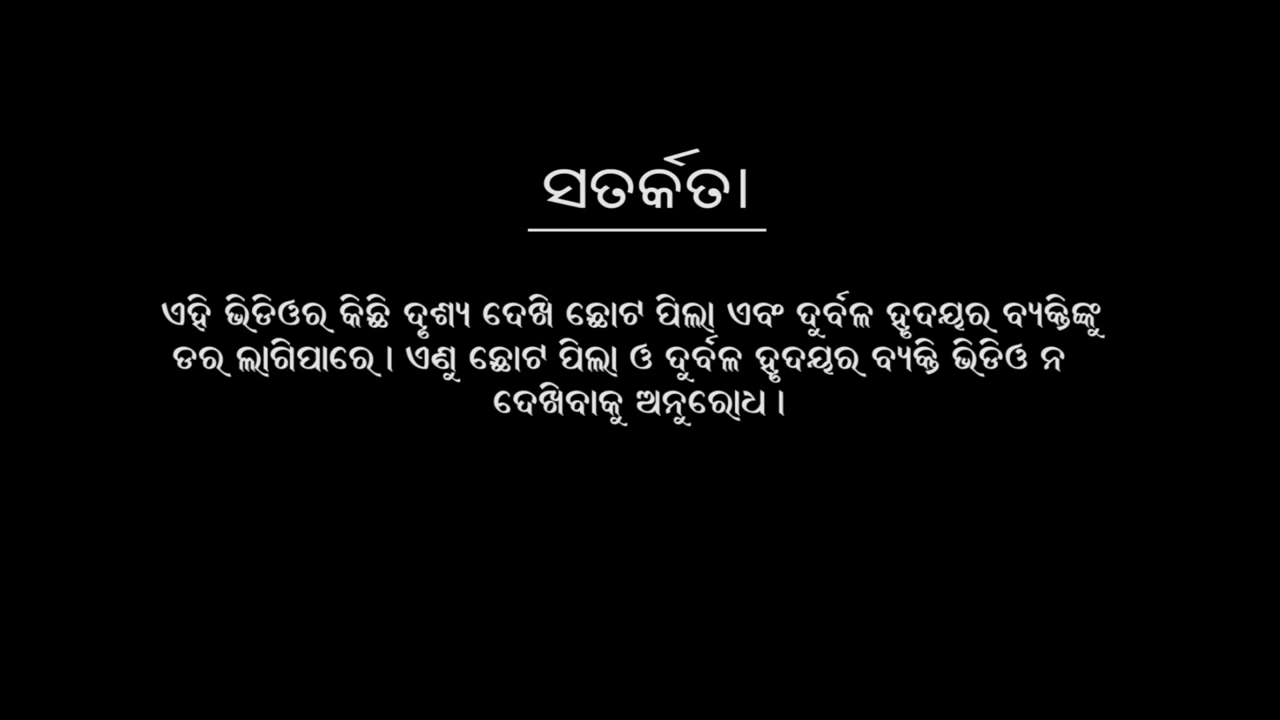 ସତର୍କତା
ଏହି ଭିଡିଓର କିଛି ଦୃଶ୍ୟ ଦେଖି ଛୋଟ ପିଲା ଏବଂ ଦୁର୍ବଳ ହୃଦୟର ବ୍ୟକ୍ତିଙ୍କୁ
ଡର ଲାଗିପାରେ । ଏଣୁ ଛୋଟ ପିଲା ଓ ଦୁର୍ବଳ ହୃଦୟର ବ୍ୟକ୍ତି ଭିଡିଓ ନ
ଦେଖିବାକୁ ଅନୁରୋଧ ।